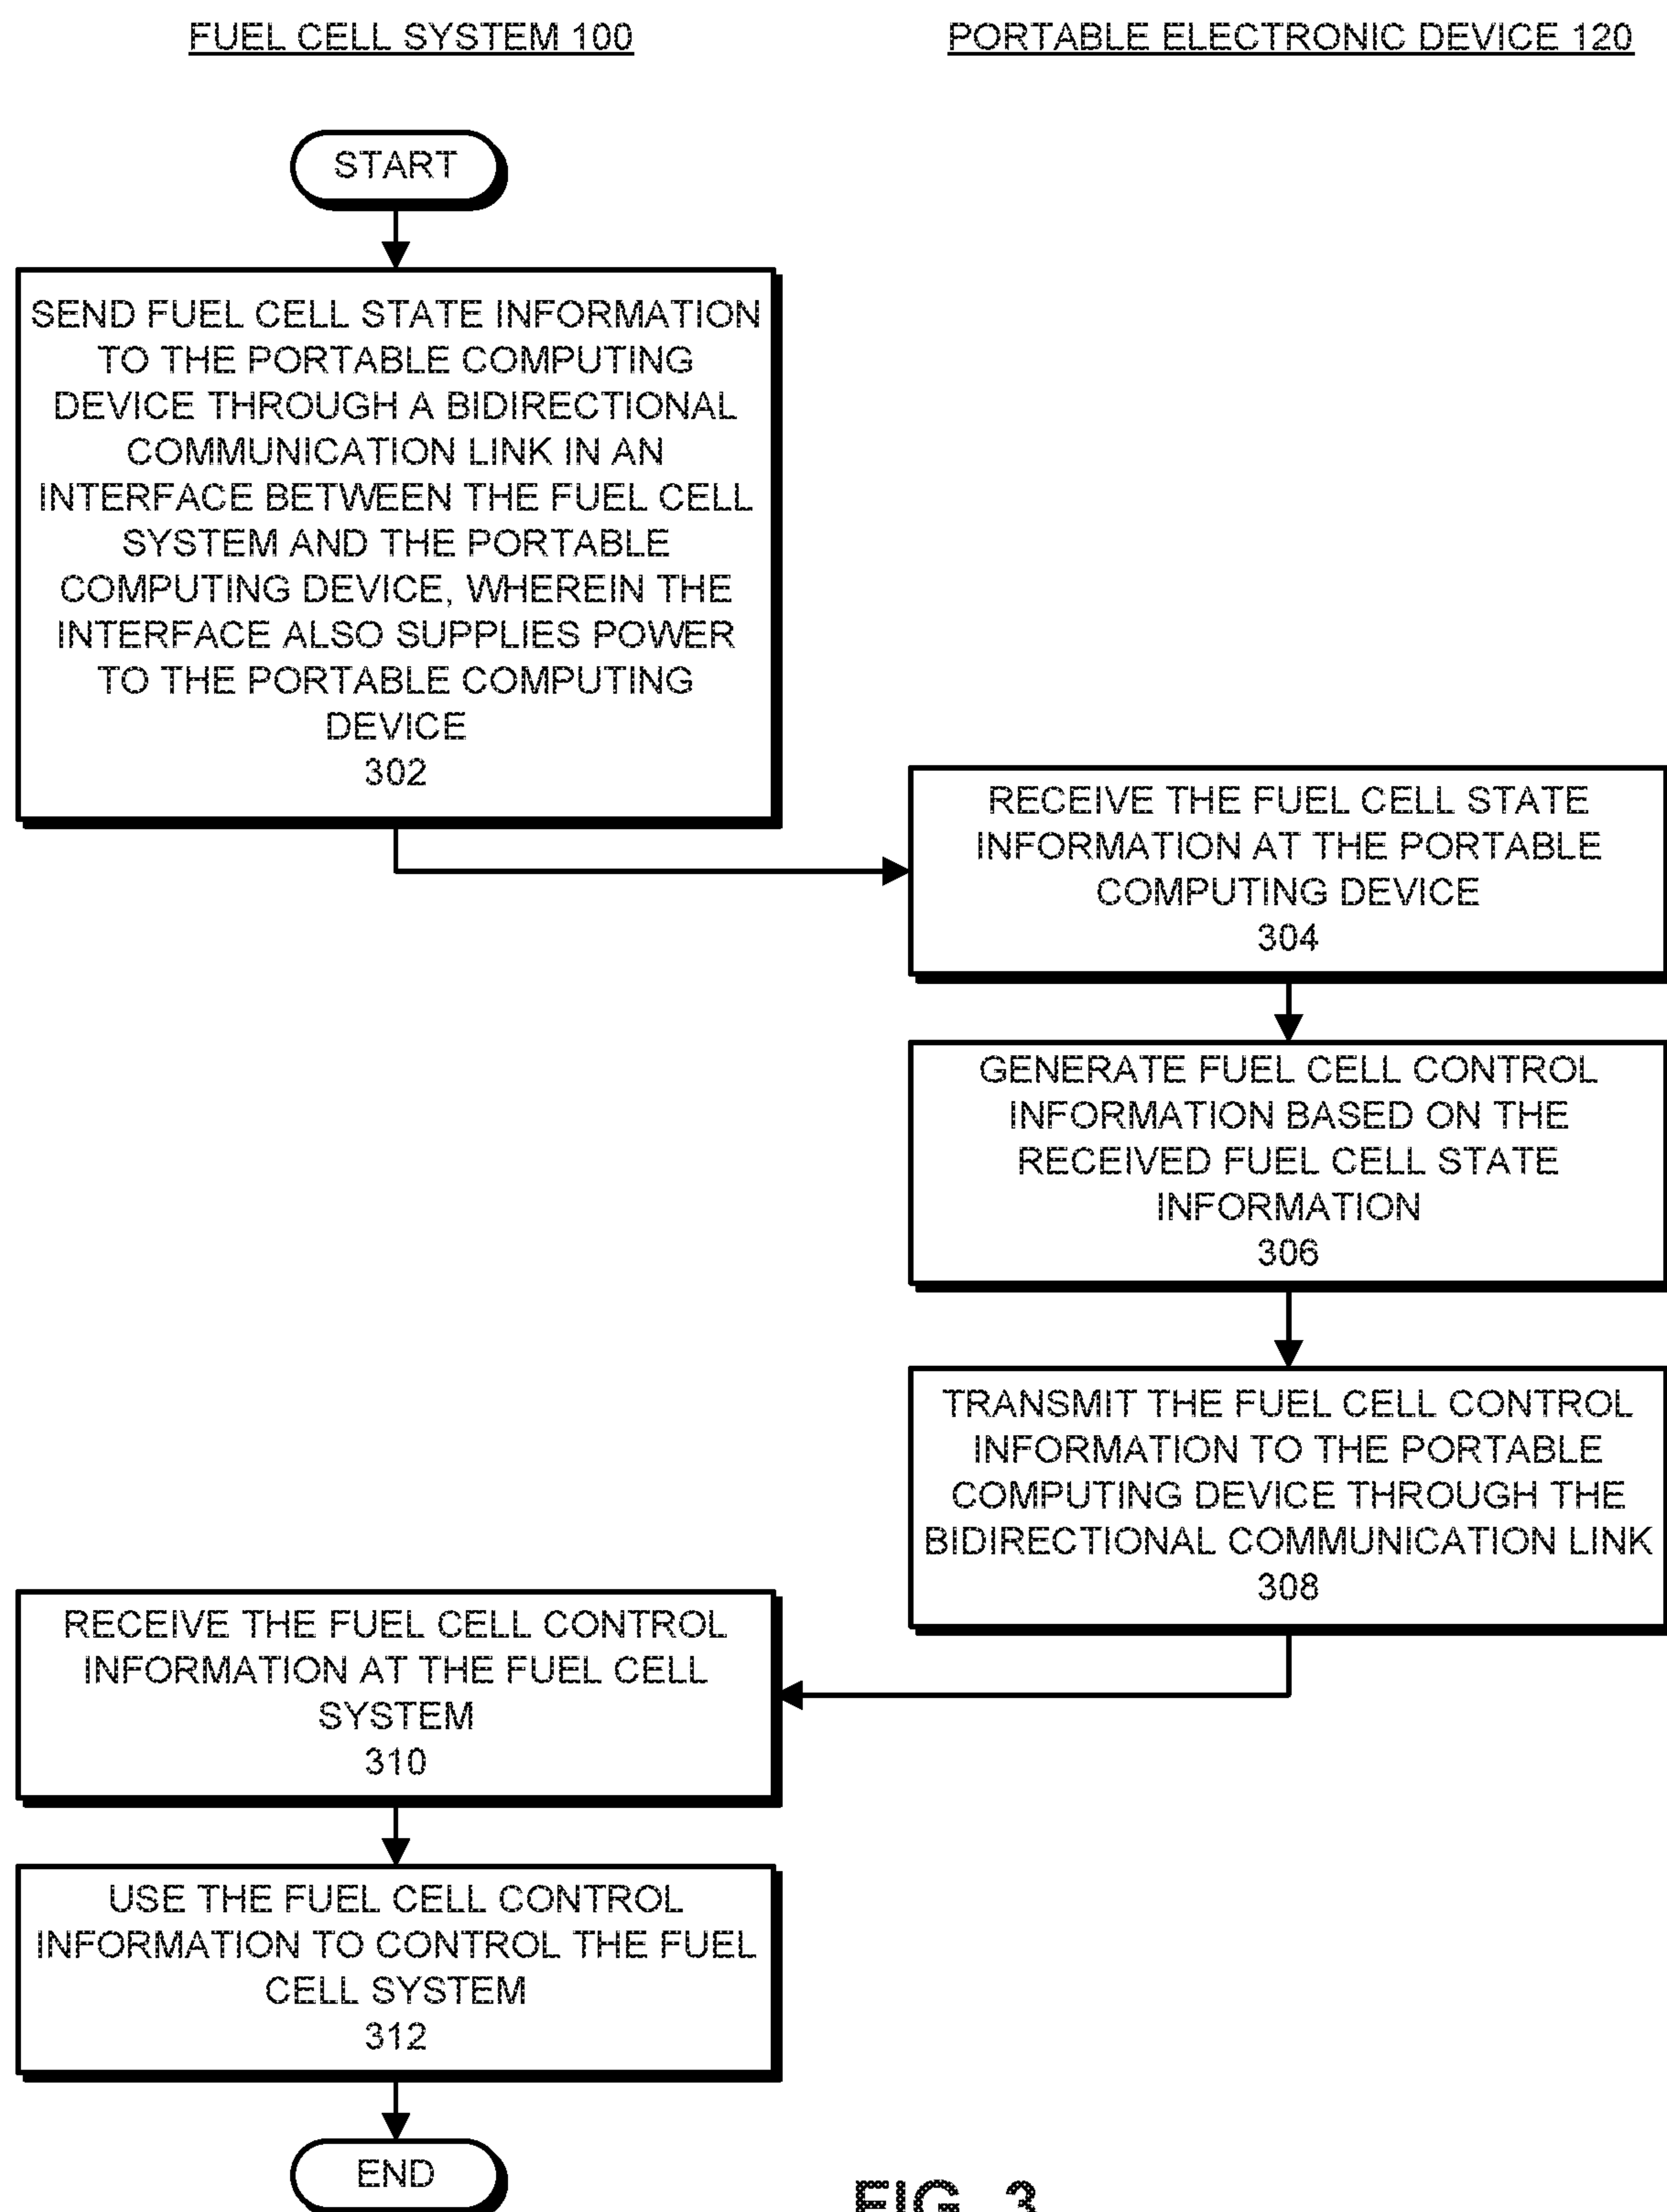 FUEL CELL SYSTEM 100
PORTABLE ELECTRONIC DEVICE 120
START
SEND FUEL CELL STATE INFORMATION
TO THE PORTABLE COMPUTING
DEVICE THROUGH A BIDIRECTIONAL
COMMUNICATION LINK IN AN
INTERFACE BETWEEN THE FUEL CELL
SYSTEM AND THE PORTABLE
COMPUTING DEVICE, WHEREIN THE
INTERFACE ALSO SUPPLIES POWER
TO THE PORTABLE COMPUTING
DEVICE
302
RECEIVE THE FUEL CELL STATE
INFORMATION AT THE PORTABLE
COMPUTING DEVICE
304
GENERATE FUEL CELL CONTROL
INFORMATION BASED ON THE
RECEIVED FUEL CELL STATE
INFORMATION
306
TRANSMIT THE FUEL CELL CONTROL
INFORMATION TO THE PORTABLE
COMPUTING DEVICE THROUGH THE
BIDIRECTIONAL COMMUNICATION LINK
308
RECEIVE THE FUEL CELL CONTROL
INFORMATION AT THE FUEL CELL
SYSTEM
310
USE THE FUEL CELL CONTROL
INFORMATION TO CONTROL THE FUEL
CELL SYSTEM
312
END
FIG. 3